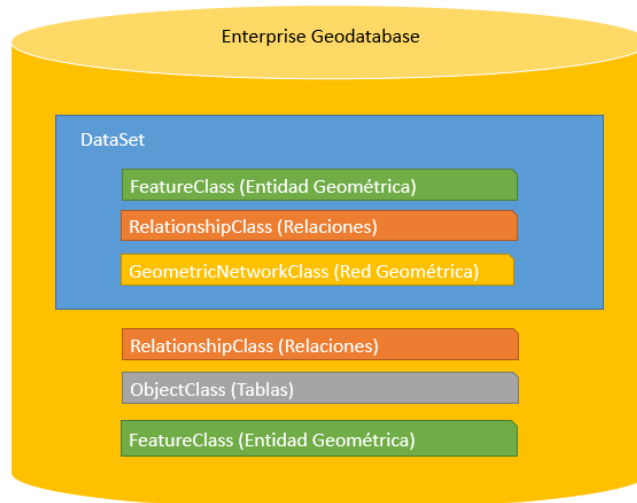 Enterprise Geodatabase
DataSet
FeatureClass (Entidad Geométrica)
RelationshipClass (Relaciones)
GeometricNetworkClass (Red Geométrica)
RelationshipClass (Relaciones)
ObjectClass (Tablas)
FeatureClass (Entidad Geométrica)